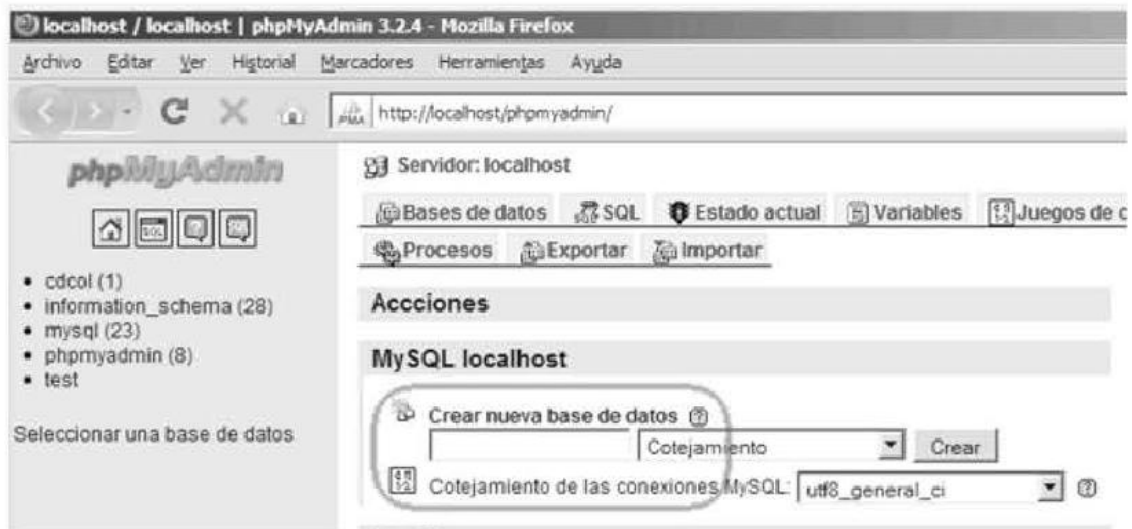 localhost / localhost | phpMyAdmin 3.2.4 - Mozilla Firefox
Archivo Editar Ver Historial Marcadores Herramientas Ayuda
PMA http://localhost/phpmyadmin/
phpMyAdmin
SQL
cdcol (1)
information_schema (28)
mysql (23)
phpmyadmin (8)
test
Seleccionar una base de datos
Servidor: localhost
Bases de datos SQL Estado actual Variables Juegos de c
Procesos Exportar Importar
Accciones
MySQL localhost
Crear nueva base de datos
Cotejamiento Crear
Cotejamiento de las conexiones MySQL: utf8_general_ci